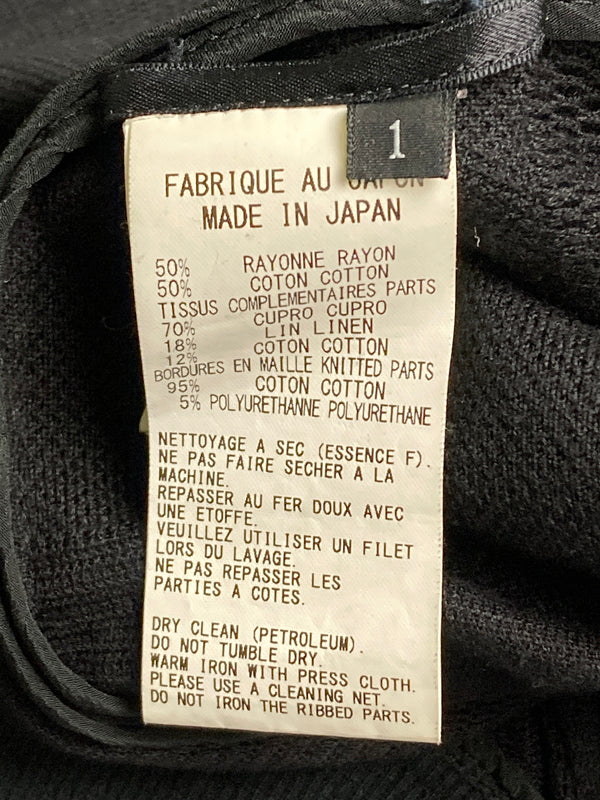 1
FABRIQUE AU JAPON
MADE IN JAPAN
50% RAYONNE RAYON
50% COTON COTTON
TISSUS COMPLEMENTAIRES PARTS
70% CUPRO CUPRO
18% LIN LINEN
12% COTON COTTON
BORDURES EN MAILLE KNITTED PARTS
95% COTON COTTON
5% POLYURETHANNE POLYURETHANE
NETTOYAGE A SEC (ESSENCE F).
NE PAS FAIRE SECHER A LA
MACHINE.
REPASSER AU FER DOUX AVEC
UNE ETOFFE.
VEUILLEZ UTILISER UN FILET
LORS DU LAVAGE.
NE PAS REPASSER LES
PARTIES A COTES.
DRY CLEAN (PETROLEUM).
DO NOT TUMBLE DRY.
WARM IRON WITH PRESS CLOTH.
PLEASE USE A CLEANING NET.
DO NOT IRON THE RIBBED PARTS.